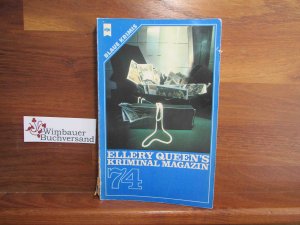 BLAUE KRIMIS
ELLERY QUEEN'S
KRIMINAL MAGAZIN
74
Wimbauer
Buchversand